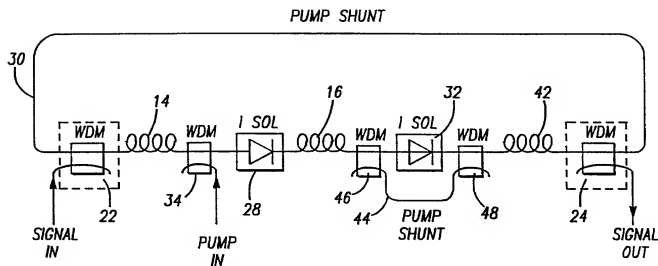 PUMP SHUNT
30
14 16 32 42
WDM WDM I SOL WDM I SOL WDM WDM
22 34 28 46 44 48 24
PUMP SHUNT
SIGNAL IN
PUMP IN
SIGNAL OUT